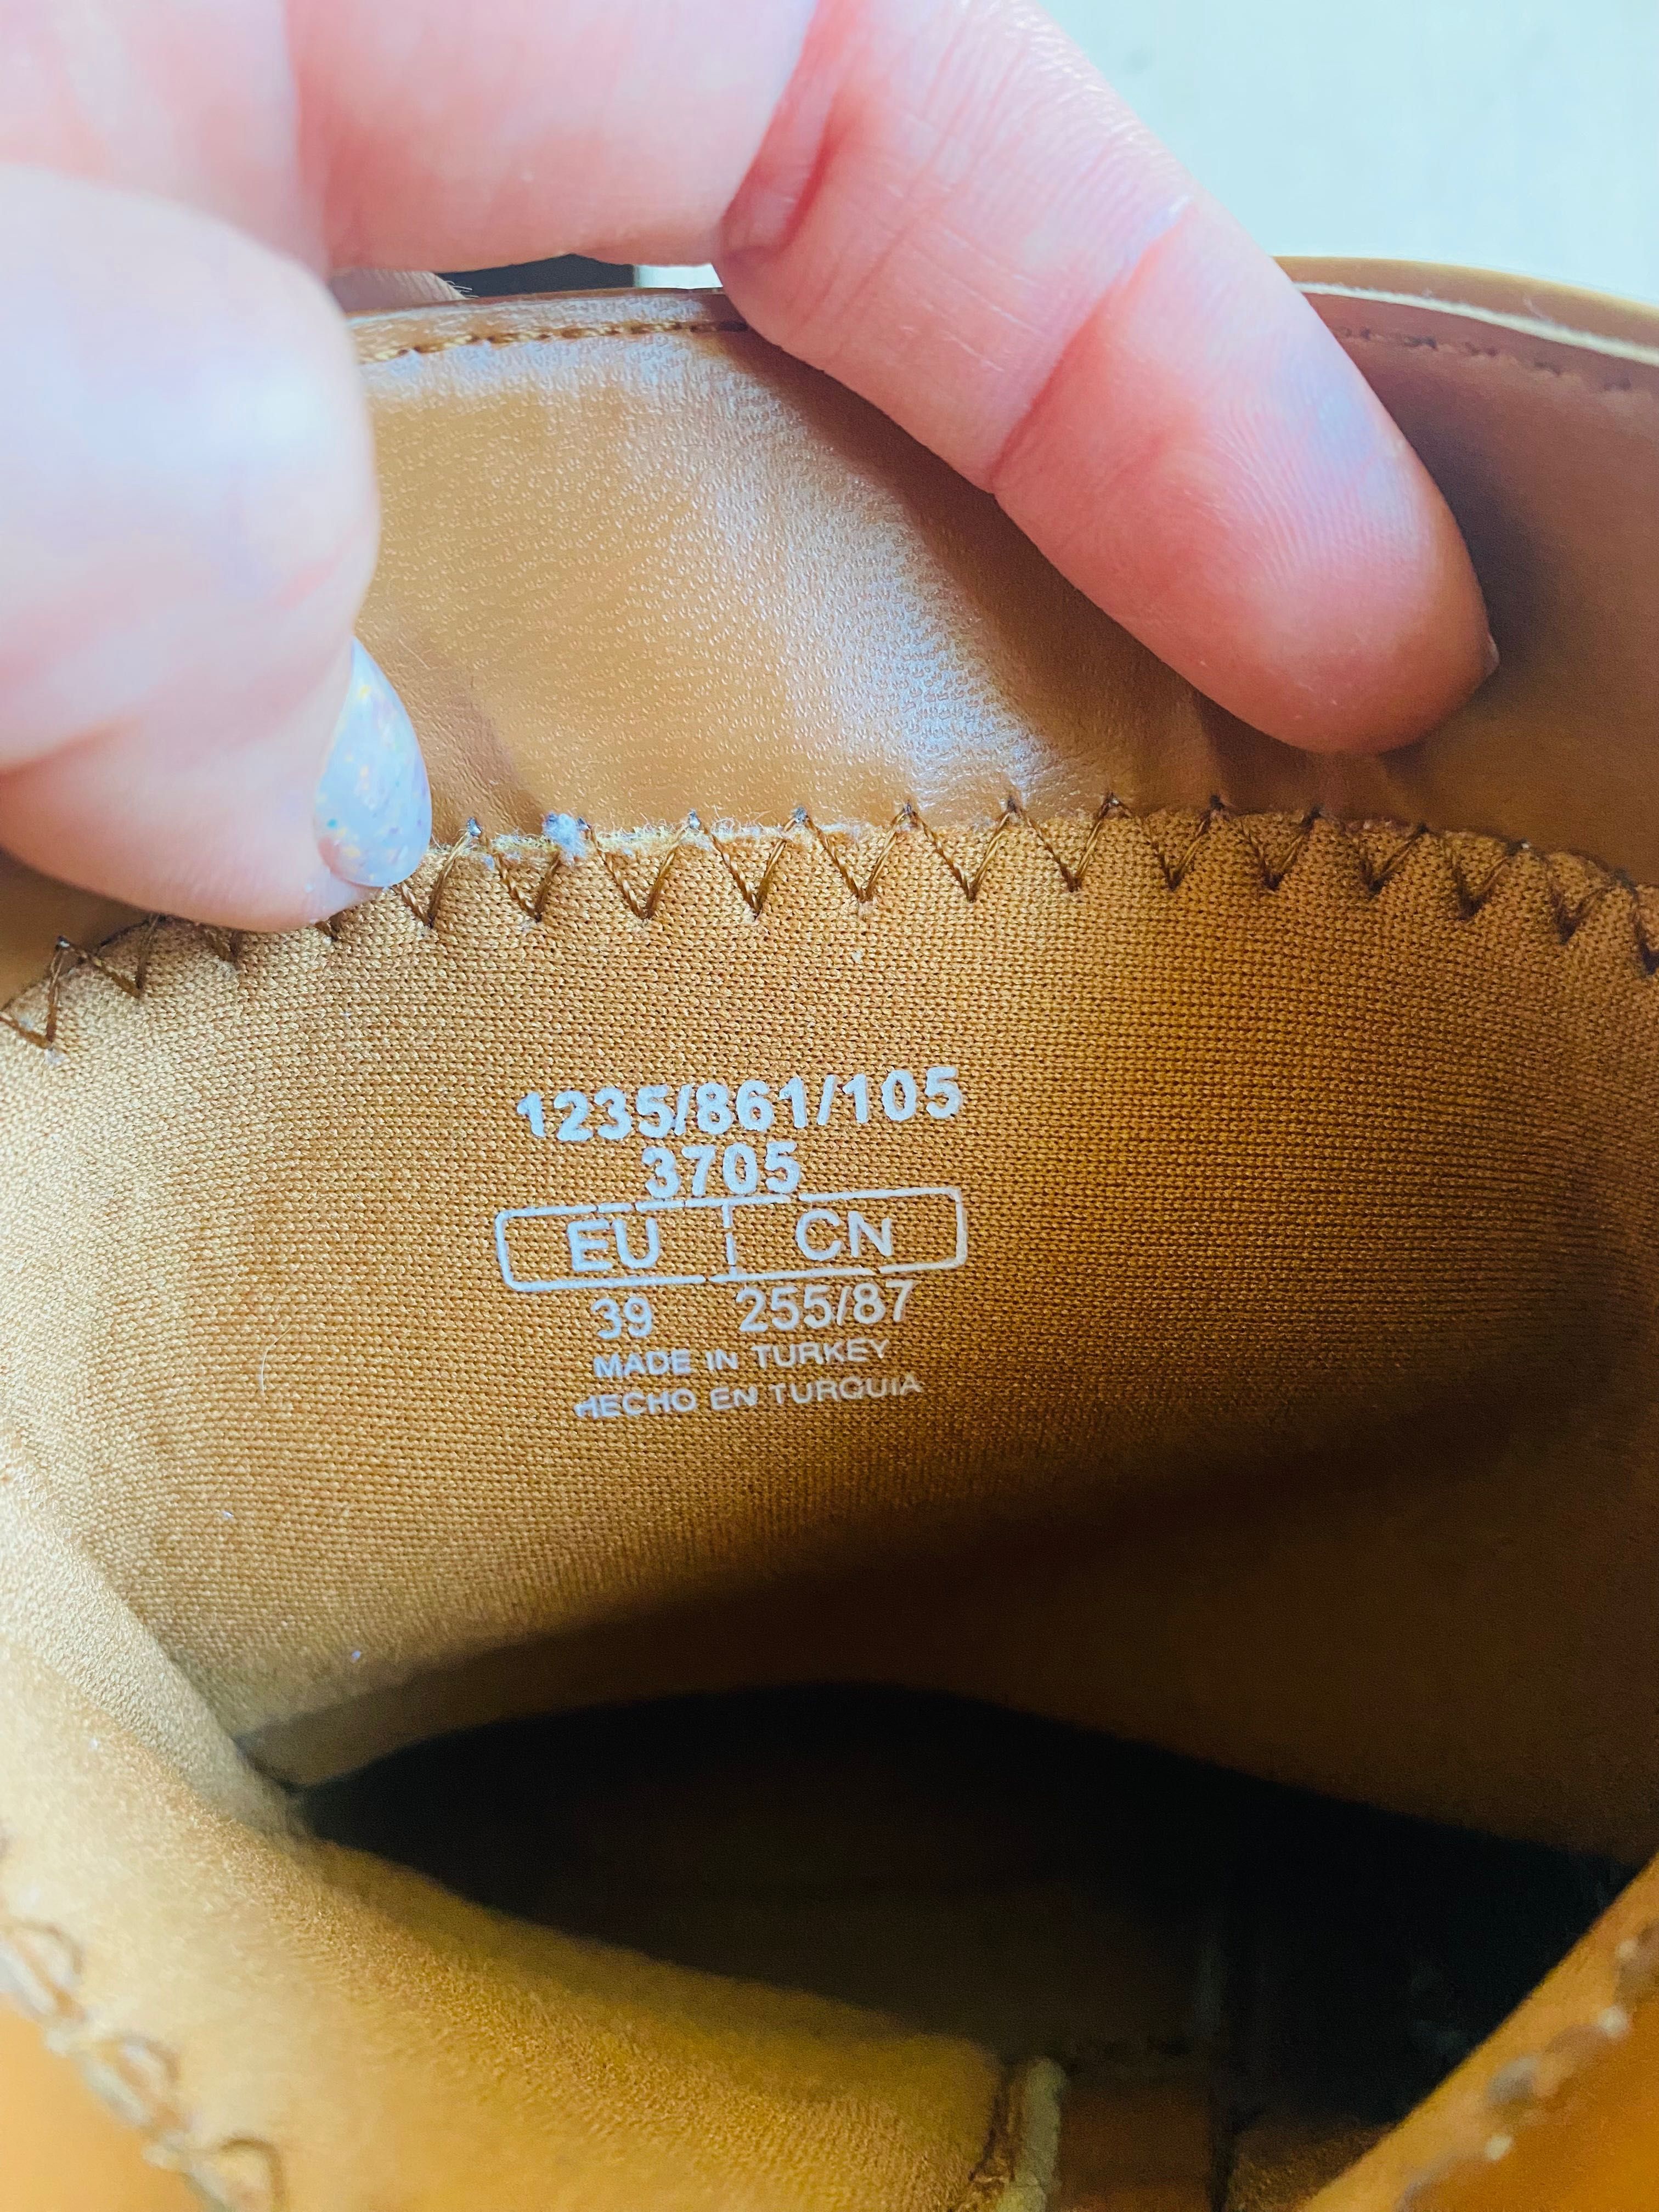 1235/861/105
3705
EU CN
39 255/87
MADE IN TURKEY
HECHO EN TURQUIA